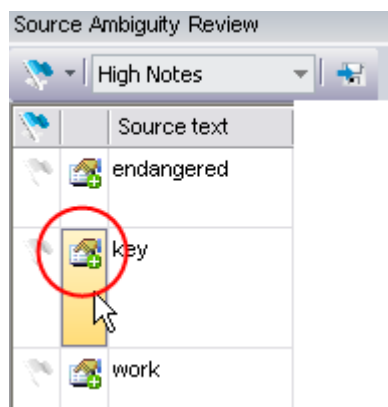 Source Ambiguity Review
High Notes
Source text
endangered
key
work